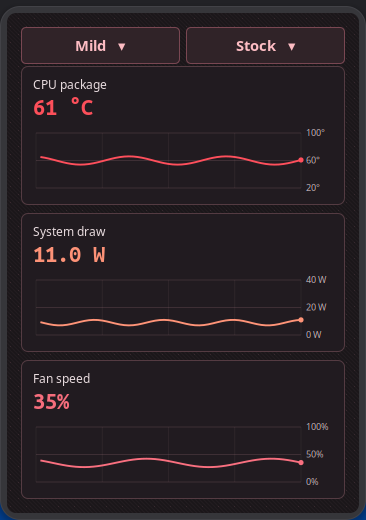 Mild ▼ Stock ▼
CPU package
61 °C
100°
60°
20°
System draw
11.0 W
40 W
20 W
0 W
Fan speed
35%
100%
50%
0%